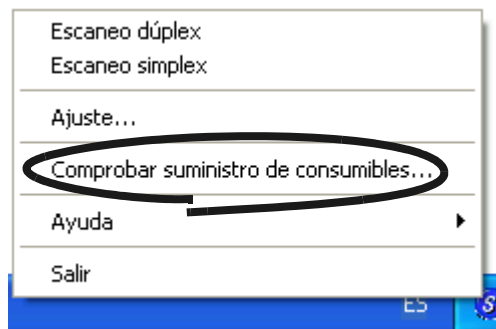 Escaneo dúplex
Escaneo simplex
Ajuste...
Comprobar suministro de consumibles...
Ayuda
Salir
ES
S